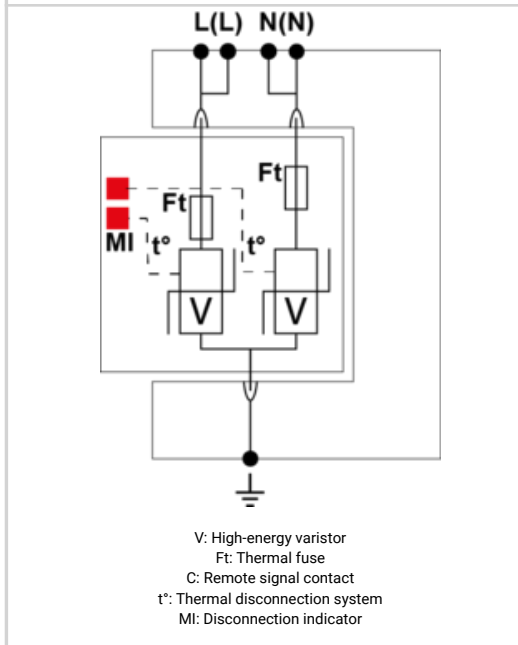 L(L) N(N)
Ft
Ft
MI
t°
t°
V
V
V: High-energy varistor
Ft: Thermal fuse
C: Remote signal contact
t°: Thermal disconnection system
MI: Disconnection indicator